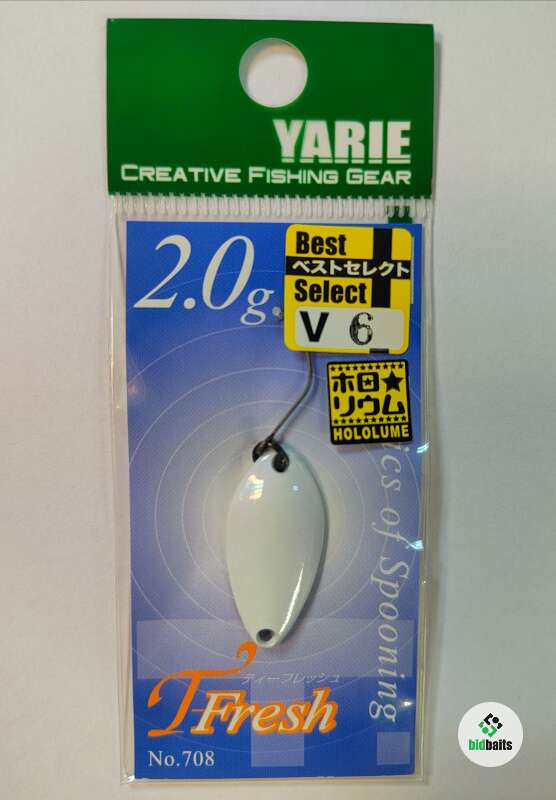 YARIE
CREATIVE FISHING GEAR
2.0g.
Best
ベストセレクト
Select
V 6
ホロ★
リウム
HOLOLUME
ics of Spooning
ティーフレッシュ
T'Fresh
No.708
bidbaits